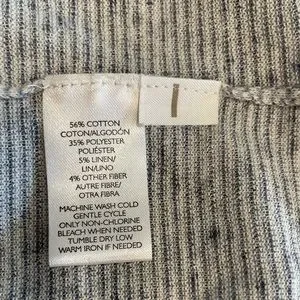 56% COTTON
COTON/ALGODÓN
35% POLYESTER
POLIÉSTER
5% LINEN/
LIN/LINO
4% OTHER FIBER
AUTRE FIBRE/
OTRA FIBRA
MACHINE WASH COLD
GENTLE CYCLE
ONLY NON-CHLORINE
BLEACH WHEN NEEDED
TUMBLE DRY LOW
WARM IRON IF NEEDED